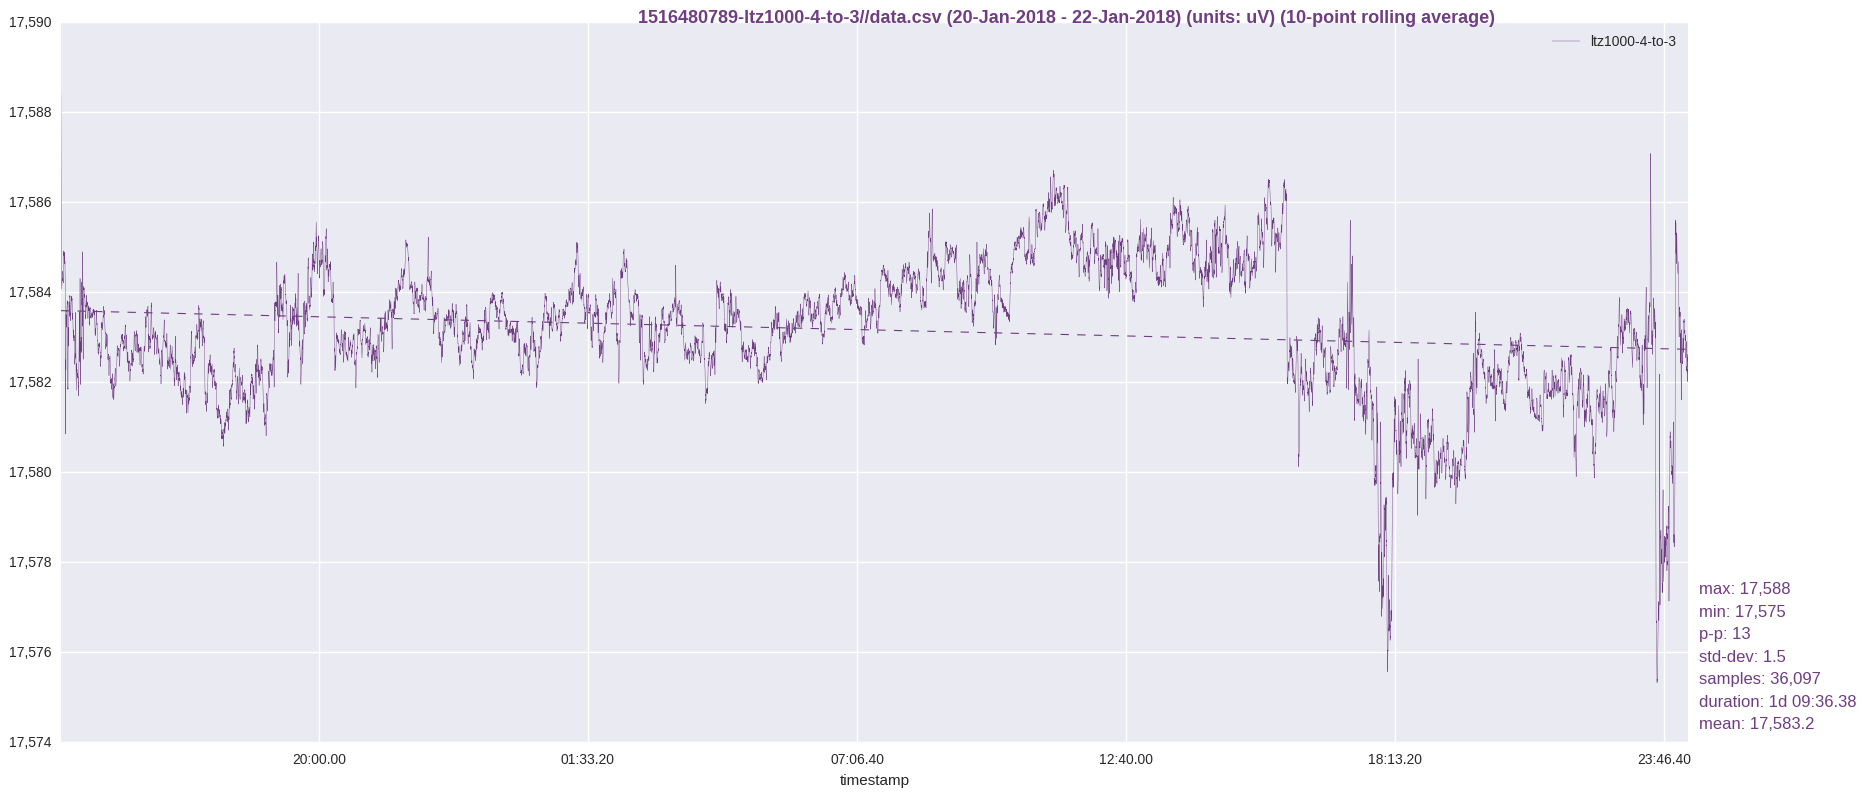 1516480789-ltz1000-4-to-3//data.csv (20-Jan-2018 - 22-Jan-2018) (units: uV) (10-point rolling average)
ltz1000-4-to-3
17,590
17,588
17,586
17,584
17,582
17,580
17,578
17,576
17,574
max: 17,588
min: 17,575
p-p: 13
std-dev: 1.5
samples: 36,097
duration: 1d 09:36.38
mean: 17,583.2
20:00.00
01:33.20
07:06.40
12:40.00
18:13.20
23:46.40
timestamp